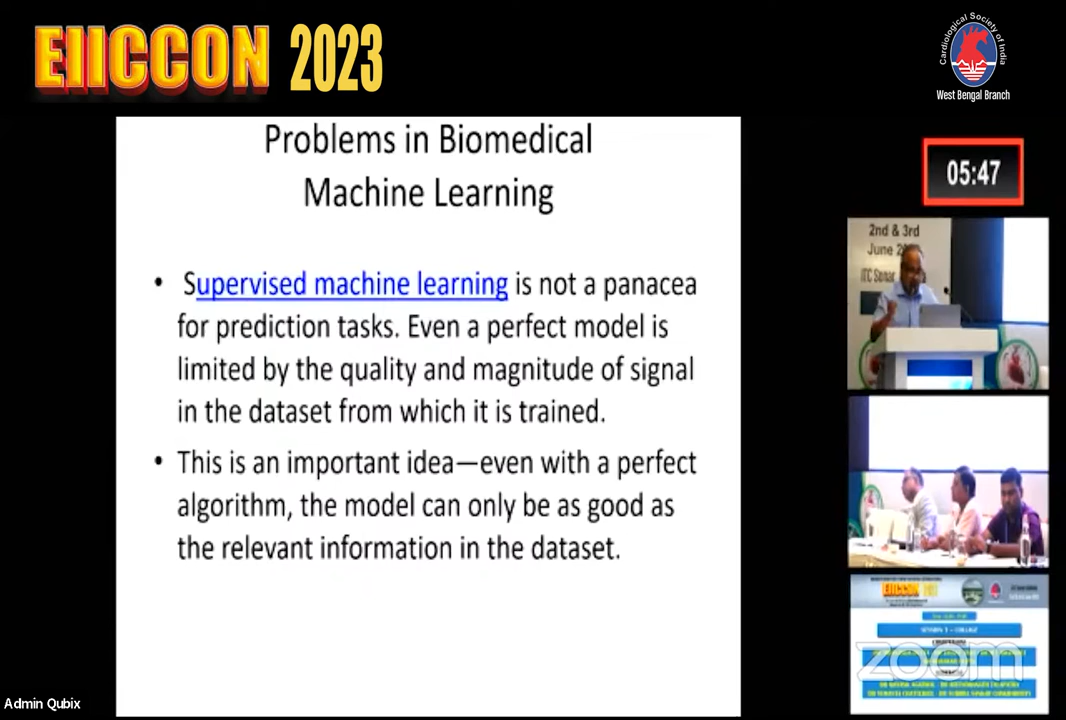 EIICCON 2023
Cardiological Society of India
West Bengal Branch
Problems in Biomedical
Machine Learning
05:47
• Supervised machine learning is not a panacea
for prediction tasks. Even a perfect model is
limited by the quality and magnitude of signal
in the dataset from which it is trained.
• This is an important idea—even with a perfect
algorithm, the model can only be as good as
the relevant information in the dataset.
2nd & 3rd
June
ITC Sonar
EIICCON
zoom
Admin Qubix